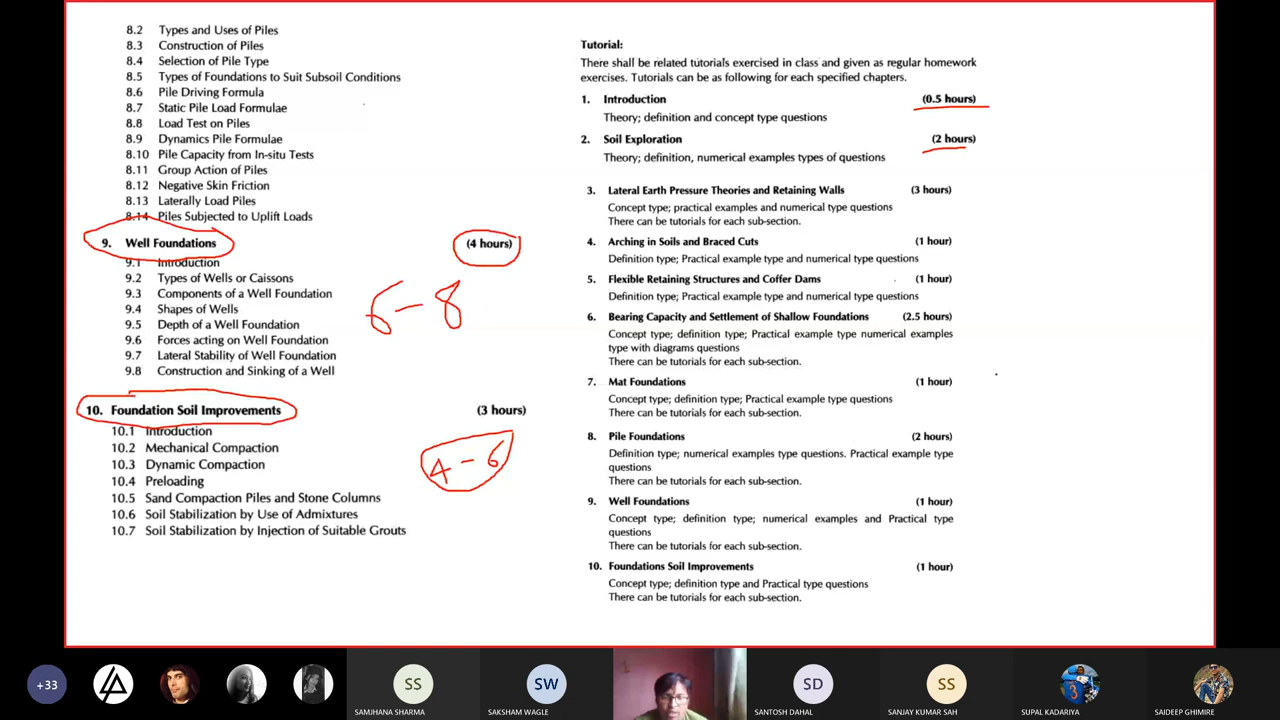 8.2 Types and Uses of Piles
8.3 Construction of Piles
8.4 Selection of Pile Type
8.5 Types of Foundations to Suit Subsoil Conditions
8.6 Pile Driving Formula
8.7 Static Pile Load Formulae
8.8 Load Test on Piles
8.9 Dynamics Pile Formulae
8.10 Pile Capacity from In-situ Tests
8.11 Group Action of Piles
8.12 Negative Skin Friction
8.13 Laterally Load Piles
8.14 Piles Subjected to Uplift Loads
9. Well Foundations (4 hours)
9.1 Introduction
9.2 Types of Wells or Caissons
9.3 Components of a Well Foundation
9.4 Shapes of Wells
9.5 Depth of a Well Foundation
9.6 Forces acting on Well Foundation
9.7 Lateral Stability of Well Foundation
9.8 Construction and Sinking of a Well
6 - 8
10. Foundation Soil Improvements (3 hours)
10.1 Introduction
10.2 Mechanical Compaction
10.3 Dynamic Compaction
10.4 Preloading
10.5 Sand Compaction Piles and Stone Columns
10.6 Soil Stabilization by Use of Admixtures
10.7 Soil Stabilization by Injection of Suitable Grouts
4 - 6
Tutorial:
There shall be related tutorials exercised in class and given as regular homework
exercises. Tutorials can be as following for each specified chapters.
1. Introduction (0.5 hours)
Theory; definition and concept type questions
2. Soil Exploration (2 hours)
Theory; definition, numerical examples types of questions
3. Lateral Earth Pressure Theories and Retaining Walls (3 hours)
Concept type; practical examples and numerical type questions
There can be tutorials for each sub-section.
4. Arching in Soils and Braced Cuts (1 hour)
Definition type; Practical example type and numerical type questions
5. Flexible Retaining Structures and Coffer Dams (1 hour)
Definition type; Practical example type and numerical type questions
6. Bearing Capacity and Settlement of Shallow Foundations (2.5 hours)
Concept type; definition type; Practical example type numerical examples
type with diagrams questions
There can be tutorials for each sub-section.
7. Mat Foundations (1 hour)
Concept type; definition type; Practical example type questions
There can be tutorials for each sub-section.
8. Pile Foundations (2 hours)
Definition type; numerical examples type questions. Practical example type
questions
There can be tutorials for each sub-section.
9. Well Foundations (1 hour)
Concept type; definition type; numerical examples and Practical type
questions
There can be tutorials for each sub-section.
10. Foundations Soil Improvements (1 hour)
Concept type; definition type and Practical type questions
There can be tutorials for each sub-section.
+33
SS
SW
SD
SS
3
SAMJHANA SHARMA
SAKSHAM WAGLE
SANTOSH DAHAL
SANJAY KUMAR SAH
SUPAL KADARIYA
SAIDEEP GHIMIRE